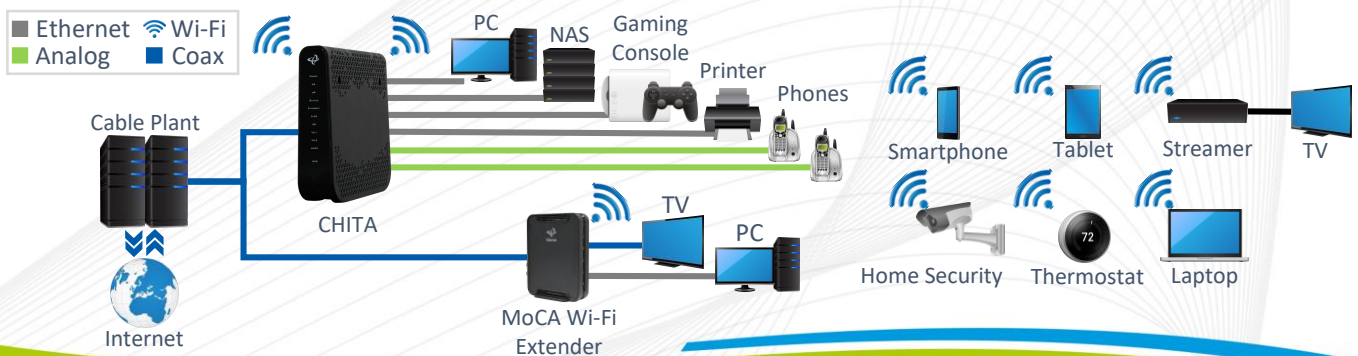 Ethernet Wi-Fi
Analog Coax
PC
NAS
Gaming
Console
Printer
Phones
Cable Plant
CHITA
Internet
TV
PC
MoCA Wi-Fi
Extender
Smartphone
Tablet
Streamer
TV
Home Security
72
Thermostat
Laptop